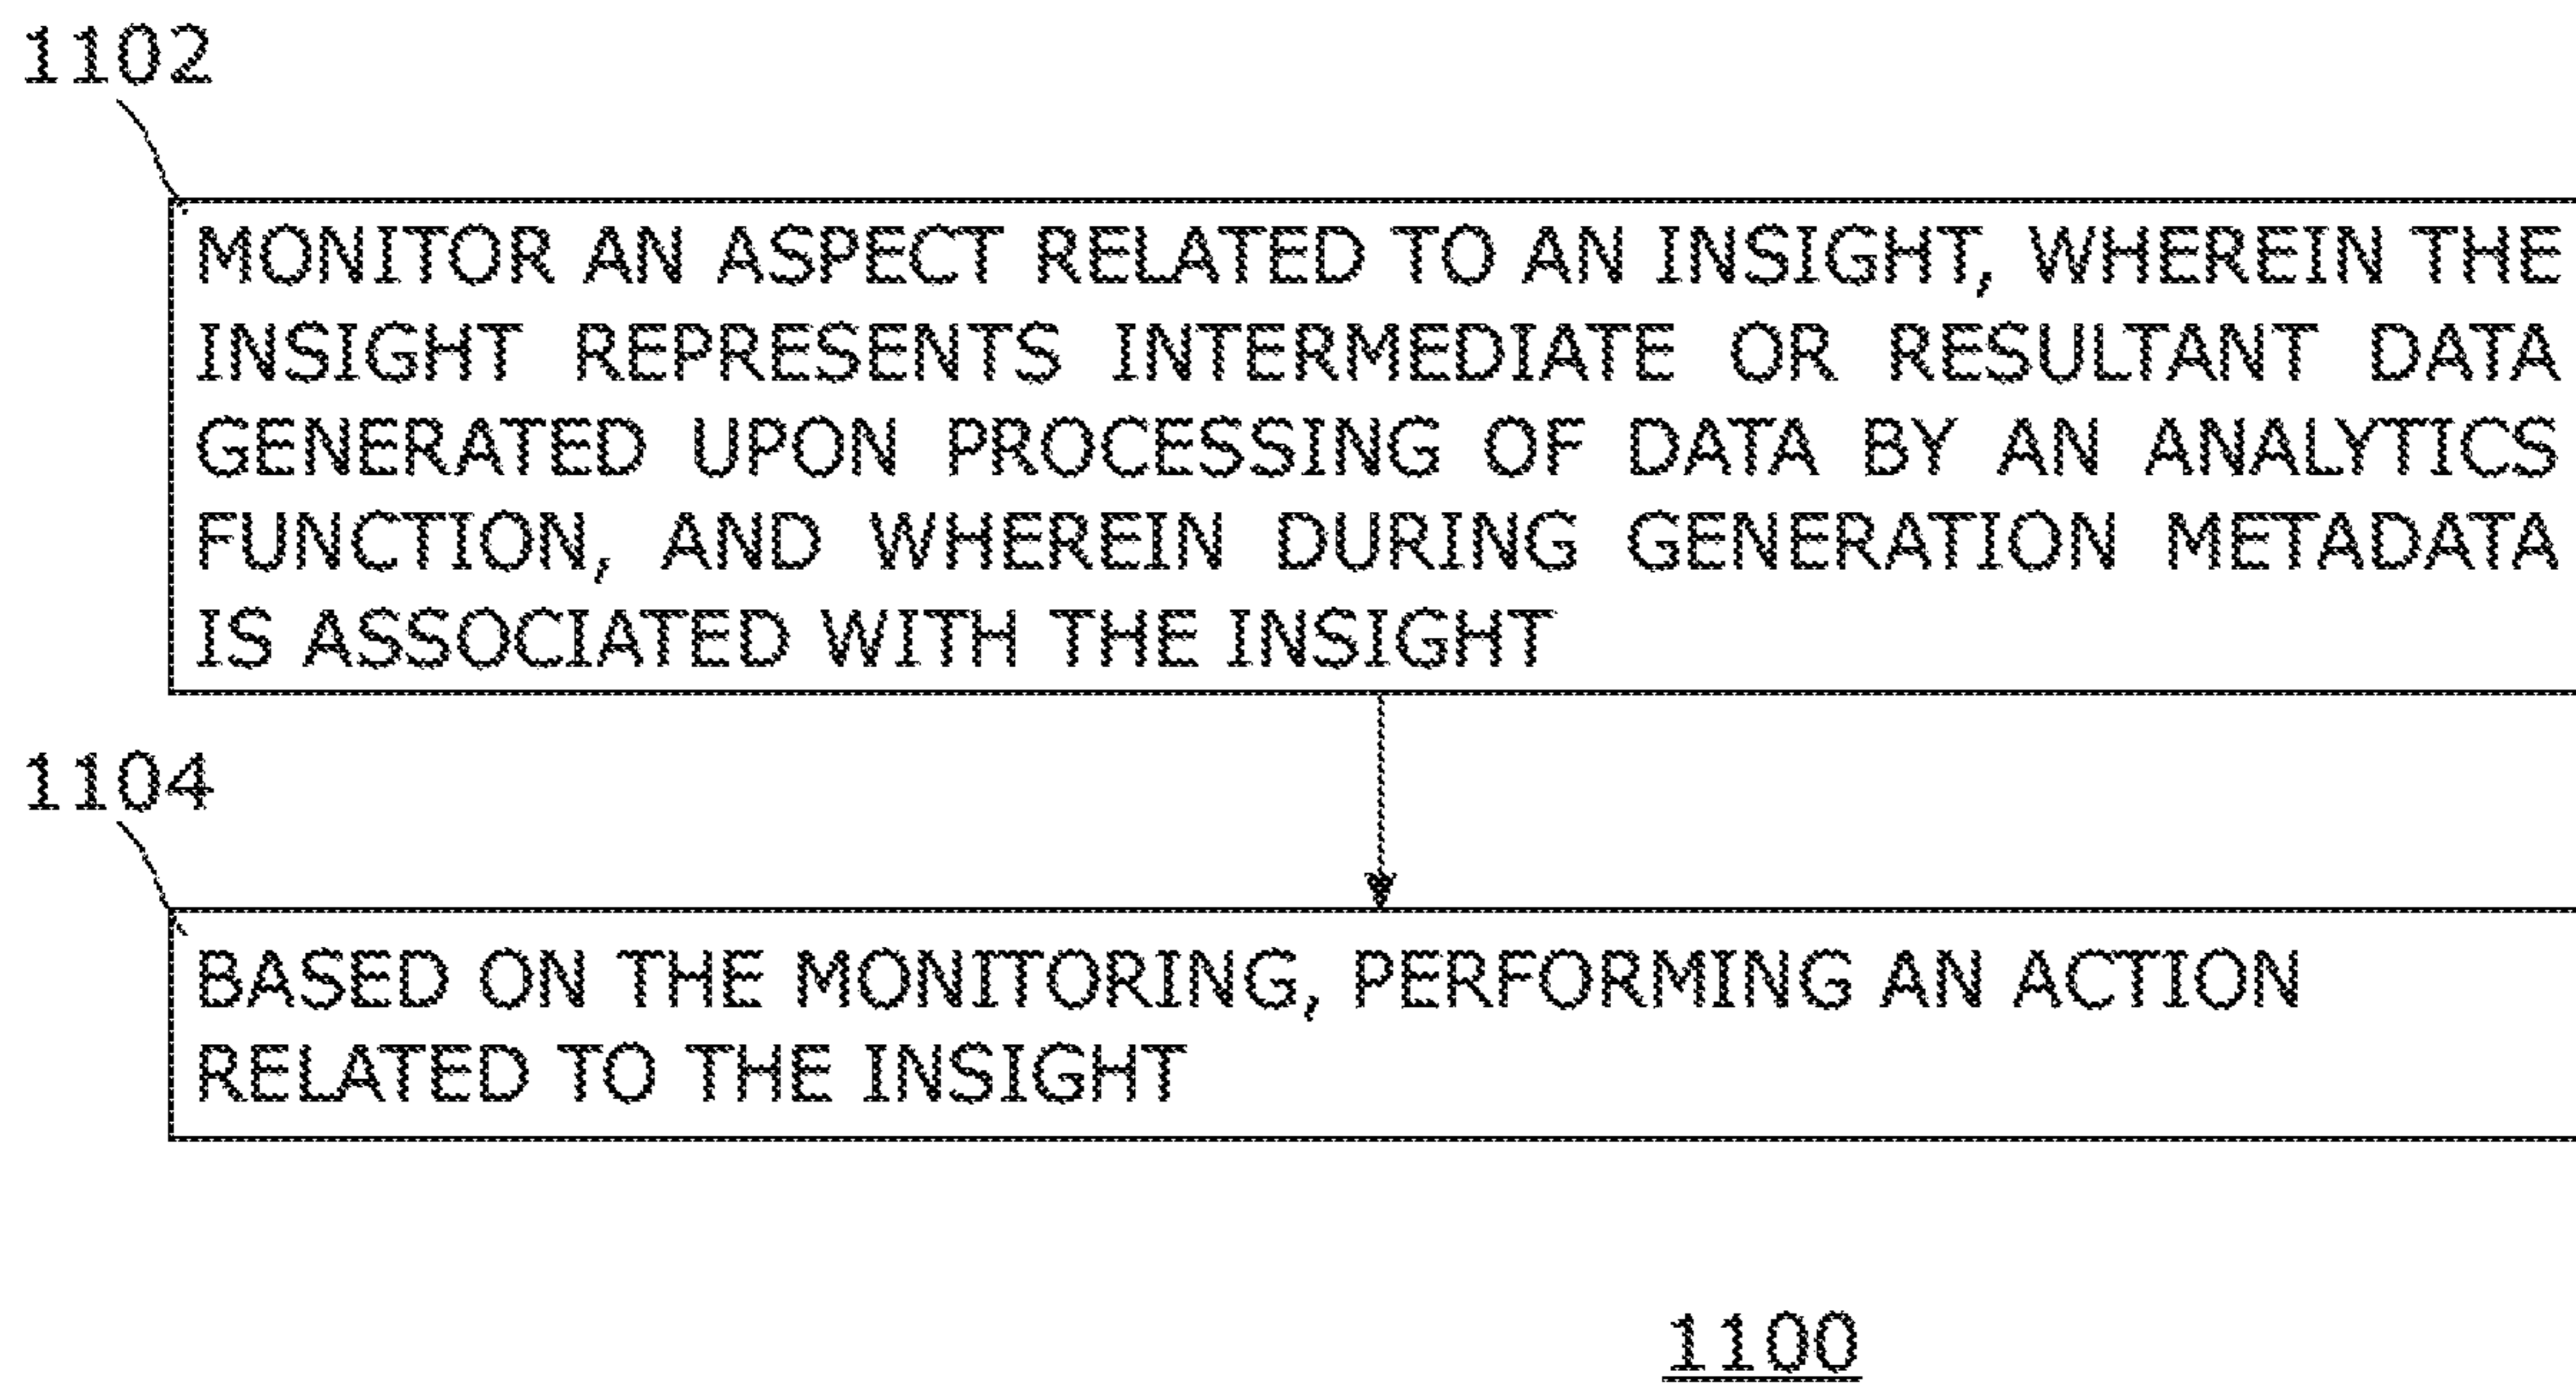 1102
MONITOR AN ASPECT RELATED TO AN INSIGHT, WHEREIN THE
INSIGHT REPRESENTS INTERMEDIATE OR RESULTANT DATA
GENERATED UPON PROCESSING OF DATA BY AN ANALYTICS
FUNCTION, AND WHEREIN DURING GENERATION METADATA
IS ASSOCIATED WITH THE INSIGHT
1104
BASED ON THE MONITORING, PERFORMING AN ACTION
RELATED TO THE INSIGHT
1100